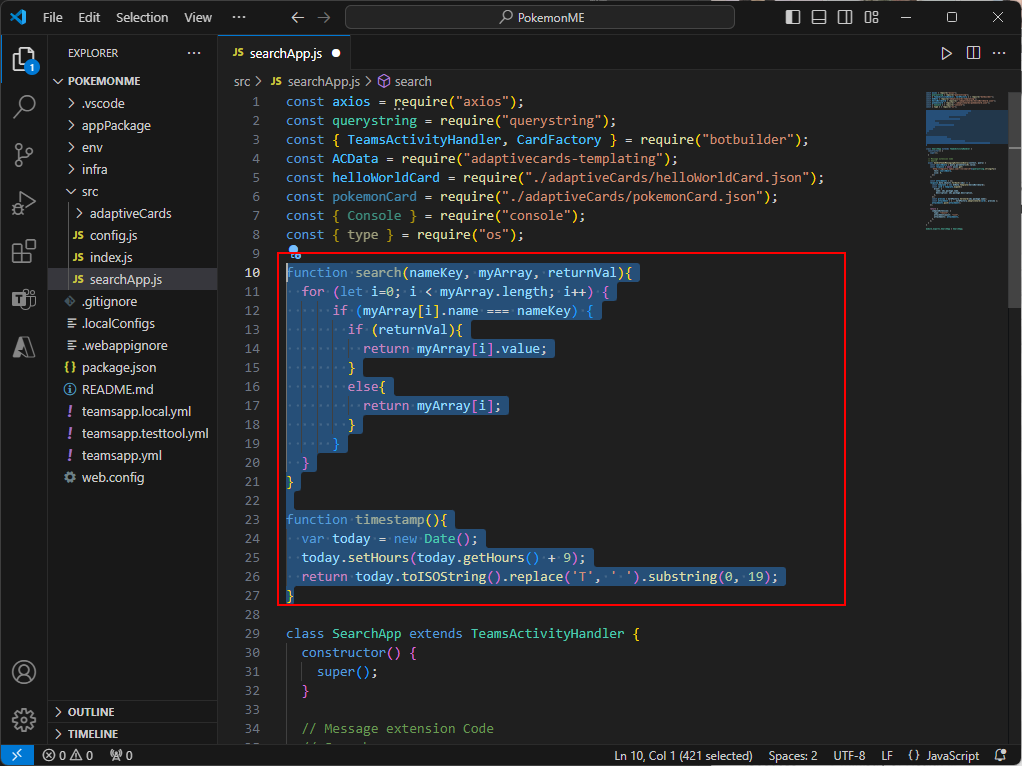 File Edit Selection View ··· PokemonME
EXPLORER ···
POKEMONME
.vscode
appPackage
env
infra
src
adaptiveCards
JS config.js
JS index.js
JS searchApp.js
.gitignore
.localConfigs
.webappignore
{} package.json
README.md
! teamsapp.local.yml
! teamsapp.testtool.yml
! teamsapp.yml
web.config
OUTLINE
TIMELINE
1
JS searchApp.js ●
src > JS searchApp.js > search
1 const axios = require("axios");
2 const querystring = require("querystring");
3 const { TeamsActivityHandler, CardFactory } = require("botbuilder");
4 const ACData = require("adaptivecards-templating");
5 const helloWorldCard = require("./adaptiveCards/helloWorldCard.json");
6 const pokemonCard = require("./adaptiveCards/pokemonCard.json");
7 const { Console } = require("console");
8 const { type } = require("os");
9
10 function search(nameKey, myArray, returnVal){
11 for (let i=0; i < myArray.length; i++) {
12 if (myArray[i].name === nameKey) {
13 if (returnVal){
14 return myArray[i].value;
15 }
16 else{
17 return myArray[i];
18 }
19 }
20 }
21 }
22
23 function timestamp(){
24 var today = new Date();
25 today.setHours(today.getHours() + 9);
26 return today.toISOString().replace('T', ' ').substring(0, 19);
27 }
28
29 class SearchApp extends TeamsActivityHandler {
30 constructor() {
31 super();
32 }
33
34 // Message extension Code
0 0 0 Ln 10, Col 1 (421 selected) Spaces: 2 UTF-8 LF {} JavaScript